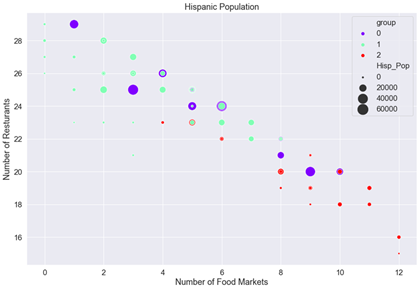 Hispanic Population
group
0
1
2
Hisp_Pop
0
20000
40000
60000
Number of Resturants
28
26
24
22
20
18
16
0 2 4 6 8 10 12
Number of Food Markets